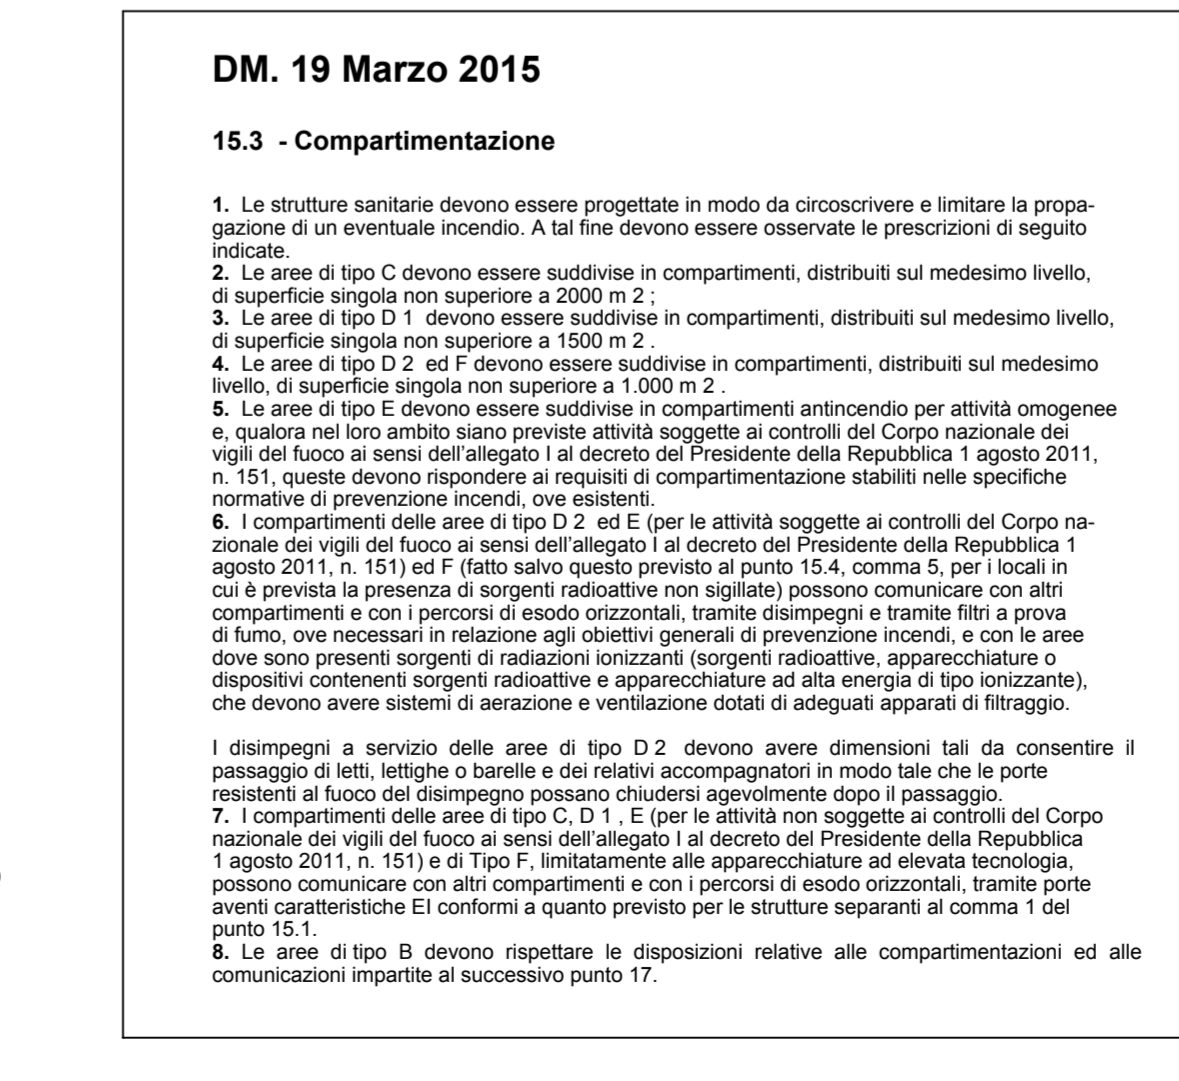 DM. 19 Marzo 2015
15.3 - Compartimentazione
1. Le strutture sanitarie devono essere progettate in modo da circoscrivere e limitare la propa-
gazione di un eventuale incendio. A tal fine devono essere osservate le prescrizioni di seguito
indicate.
2. Le aree di tipo C devono essere suddivise in compartimenti, distribuiti sul medesimo livello,
di superficie singola non superiore a 2000 m 2 ;
3. Le aree di tipo D 1 devono essere suddivise in compartimenti, distribuiti sul medesimo livello,
di superficie singola non superiore a 1500 m 2 .
4. Le aree di tipo D 2 ed F devono essere suddivise in compartimenti, distribuiti sul medesimo
livello, di superficie singola non superiore a 1.000 m 2 .
5. Le aree di tipo E devono essere suddivise in compartimenti antincendio per attività omogenee
e, qualora nel loro ambito siano previste attività soggette ai controlli del Corpo nazionale dei
vigili del fuoco ai sensi dell'allegato I al decreto del Presidente della Repubblica 1 agosto 2011,
n. 151, queste devono rispondere ai requisiti di compartimentazione stabiliti nelle specifiche
normative di prevenzione incendi, ove esistenti.
6. I compartimenti delle aree di tipo D 2 ed E (per le attività soggette ai controlli del Corpo na-
zionale dei vigili del fuoco ai sensi dell'allegato I al decreto del Presidente della Repubblica 1
agosto 2011, n. 151) ed F (fatto salvo questo previsto al punto 15.4, comma 5, per i locali in
cui è prevista la presenza di sorgenti radioattive non sigillate) possono comunicare con altri
compartimenti e con i percorsi di esodo orizzontali, tramite disimpegni e tramite filtri a prova
di fumo, ove necessari in relazione agli obiettivi generali di prevenzione incendi, e con le aree
dove sono presenti sorgenti di radiazioni ionizzanti (sorgenti radioattive, apparecchiature o
dispositivi contenenti sorgenti radioattive e apparecchiature ad alta energia di tipo ionizzante),
che devono avere sistemi di aerazione e ventilazione dotati di adeguati apparati di filtraggio.
I disimpegni a servizio delle aree di tipo D 2 devono avere dimensioni tali da consentire il
passaggio di letti, lettighe o barelle e dei relativi accompagnatori in modo tale che le porte
resistenti al fuoco del disimpegno possano chiudersi agevolmente dopo il passaggio.
7. I compartimenti delle aree di tipo C, D 1 , E (per le attività non soggette ai controlli del Corpo
nazionale dei vigili del fuoco ai sensi dell'allegato I al decreto del Presidente della Repubblica
1 agosto 2011, n. 151) e di Tipo F, limitatamente alle apparecchiature ad elevata tecnologia,
possono comunicare con altri compartimenti e con i percorsi di esodo orizzontali, tramite porte
aventi caratteristiche EI conformi a quanto previsto per le strutture separanti al comma 1 del
punto 15.1.
8. Le aree di tipo B devono rispettare le disposizioni relative alle compartimentazioni ed alle
comunicazioni impartite al successivo punto 17.